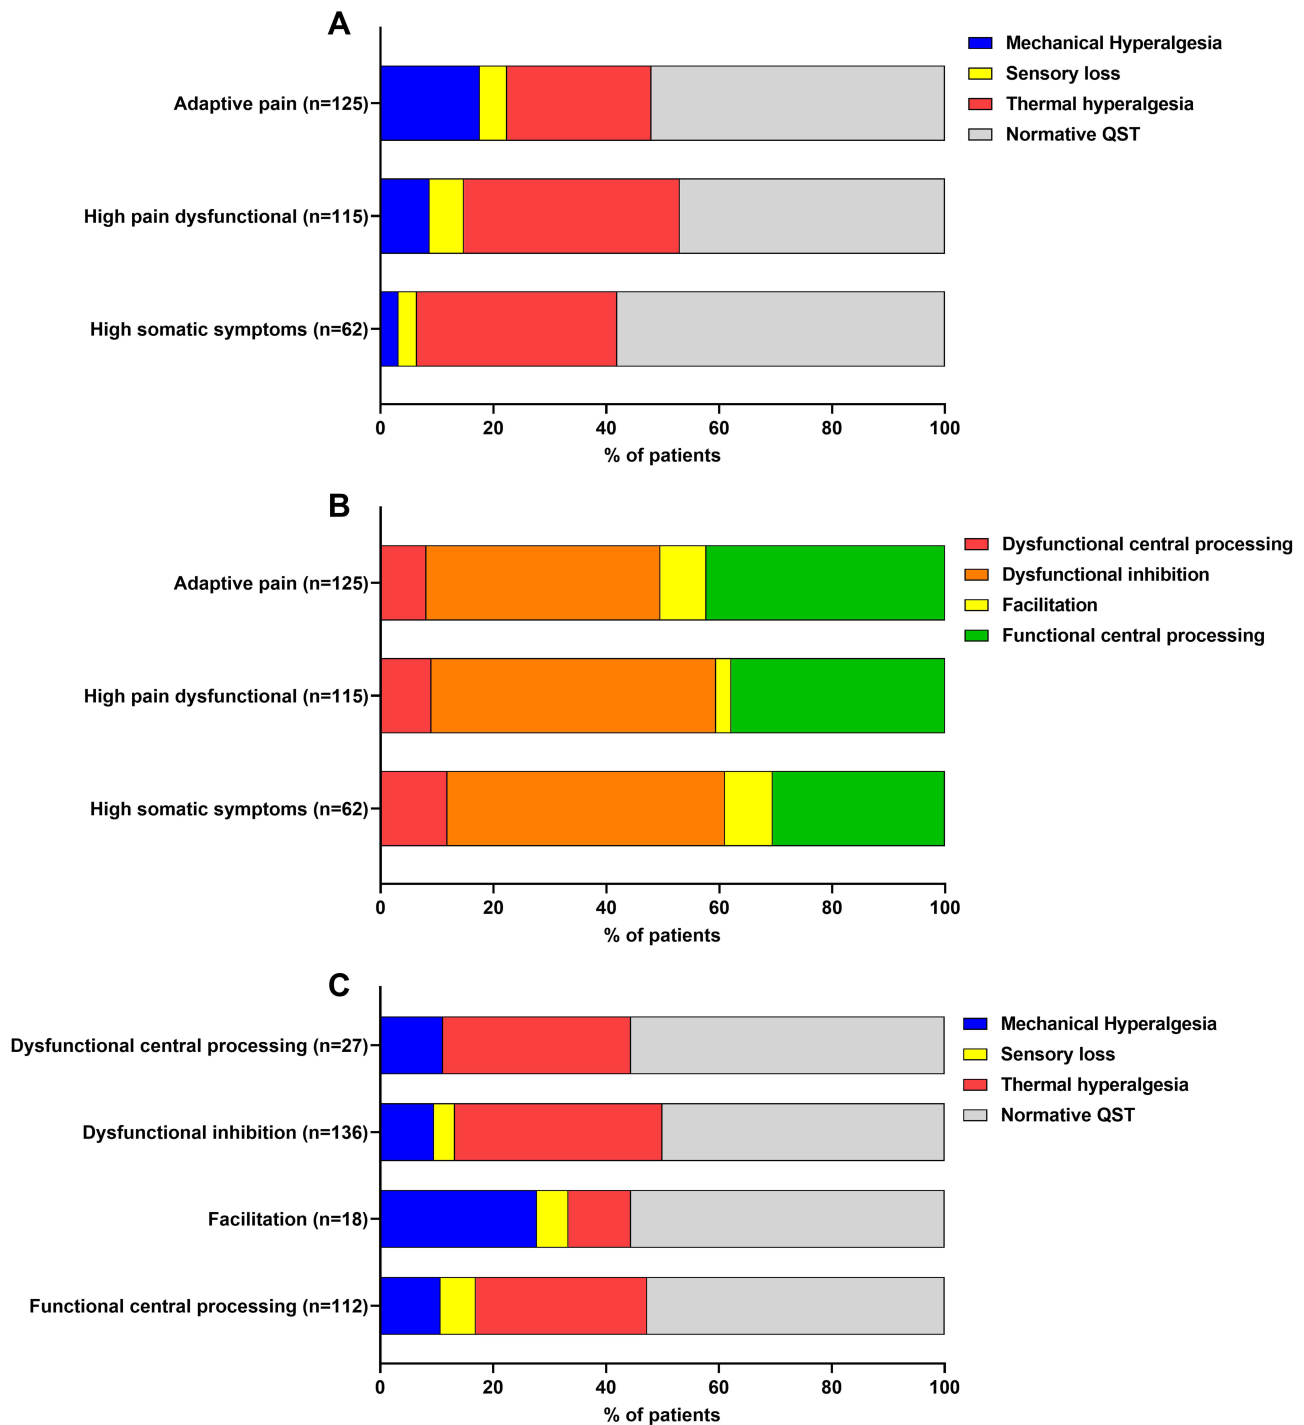 A
Mechanical Hyperalgesia
Sensory loss
Thermal hyperalgesia
Normative QST
Adaptive pain (n=125)
High pain dysfunctional (n=115)
High somatic symptoms (n=62)
0 20 40 60 80 100
% of patients
B
Dysfunctional central processing
Dysfunctional inhibition
Facilitation
Functional central processing
Adaptive pain (n=125)
High pain dysfunctional (n=115)
High somatic symptoms (n=62)
0 20 40 60 80 100
% of patients
C
Mechanical Hyperalgesia
Sensory loss
Thermal hyperalgesia
Normative QST
Dysfunctional central processing (n=27)
Dysfunctional inhibition (n=136)
Facilitation (n=18)
Functional central processing (n=112)
0 20 40 60 80 100
% of patients